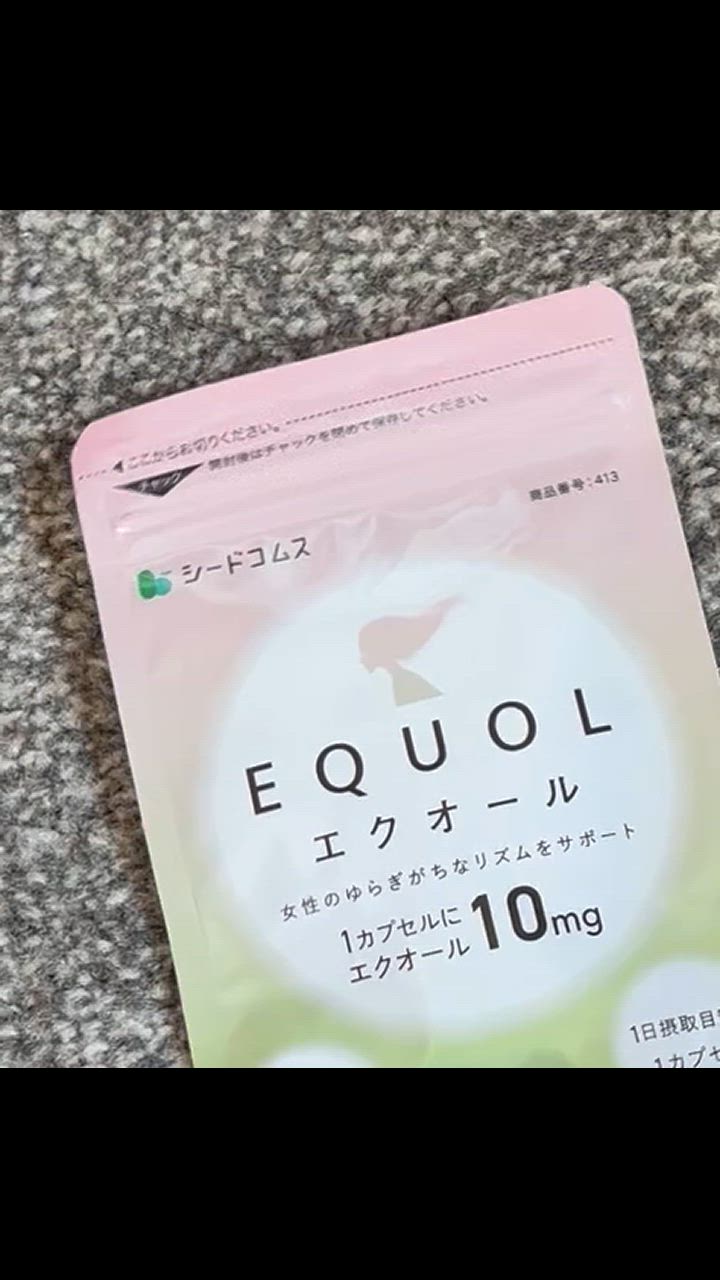 ここからお切りください。
開封後はチャックを閉めて保存してください。
チャック
商品番号:413
シードコムス
EQUOL
エクオール
女性のゆらぎがちなリズムをサポート
1カプセルに
エクオール10mg
1日摂取目
1カプセ